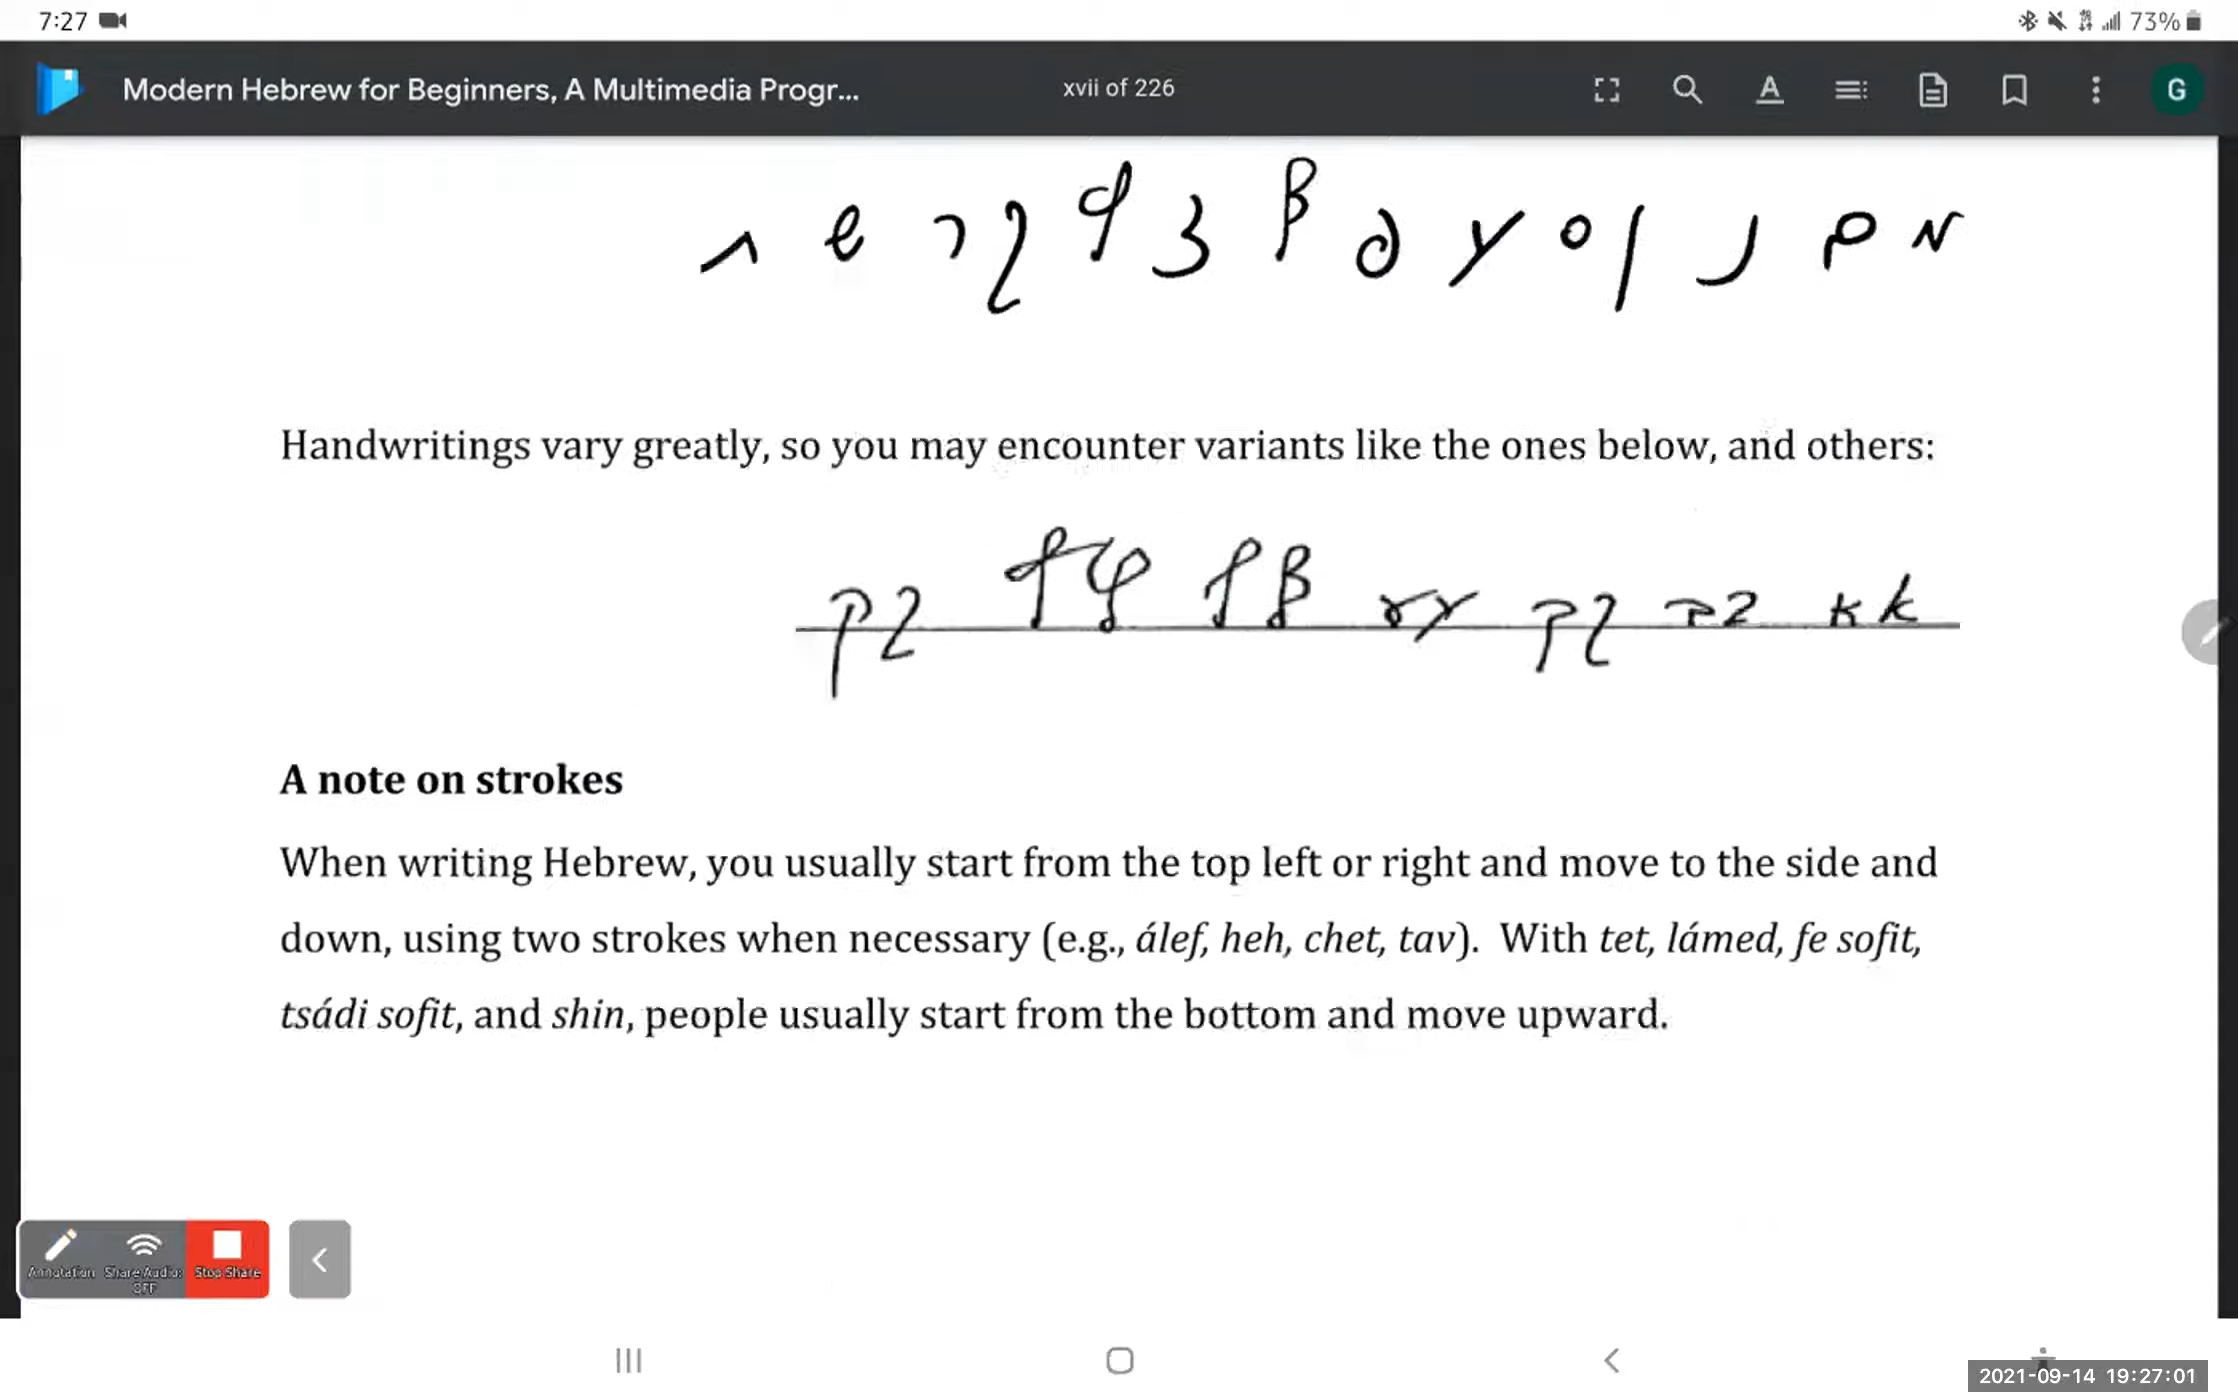 7:27
73%
Modern Hebrew for Beginners, A Multimedia Progr...
xvii of 226
G
מ ם נ ן ס ע פ ף צ ץ ק ר ש ת
Handwritings vary greatly, so you may encounter variants like the ones below, and others:
A note on strokes
When writing Hebrew, you usually start from the top left or right and move to the side and
down, using two strokes when necessary (e.g., álef, heh, chet, tav). With tet, lámed, fe sofit,
tsádi sofit, and shin, people usually start from the bottom and move upward.
Annotation
Share Audio:
OFF
Stop Share
2021-09-14 19:27:01